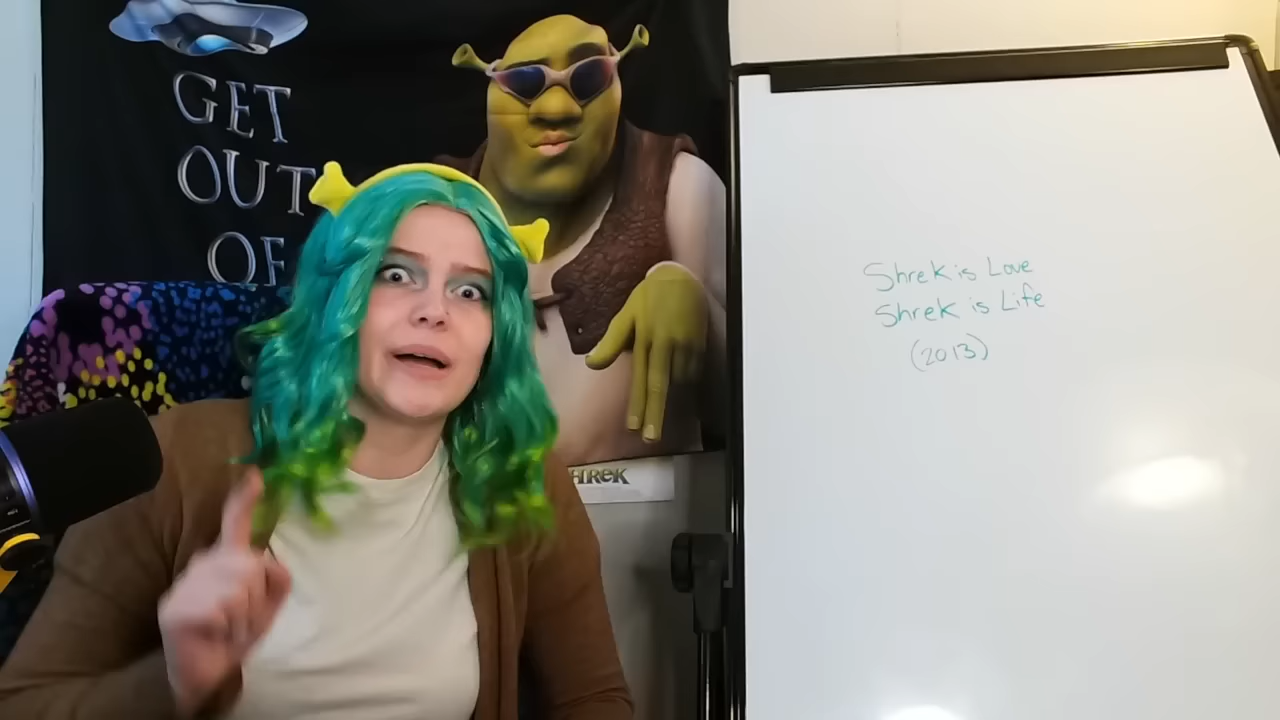 GET
OUT
OF
SHREK
Shrek is Love
Shrek is Life
(2013)